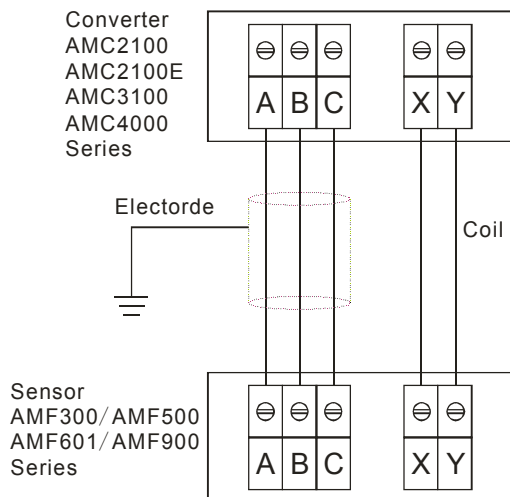 Converter
AMC2100
AMC2100E
AMC3100
AMC4000
Series
A B C X Y
Electorde
Coil
Sensor
AMF300/AMF500
AMF601/AMF900
Series
A B C X Y